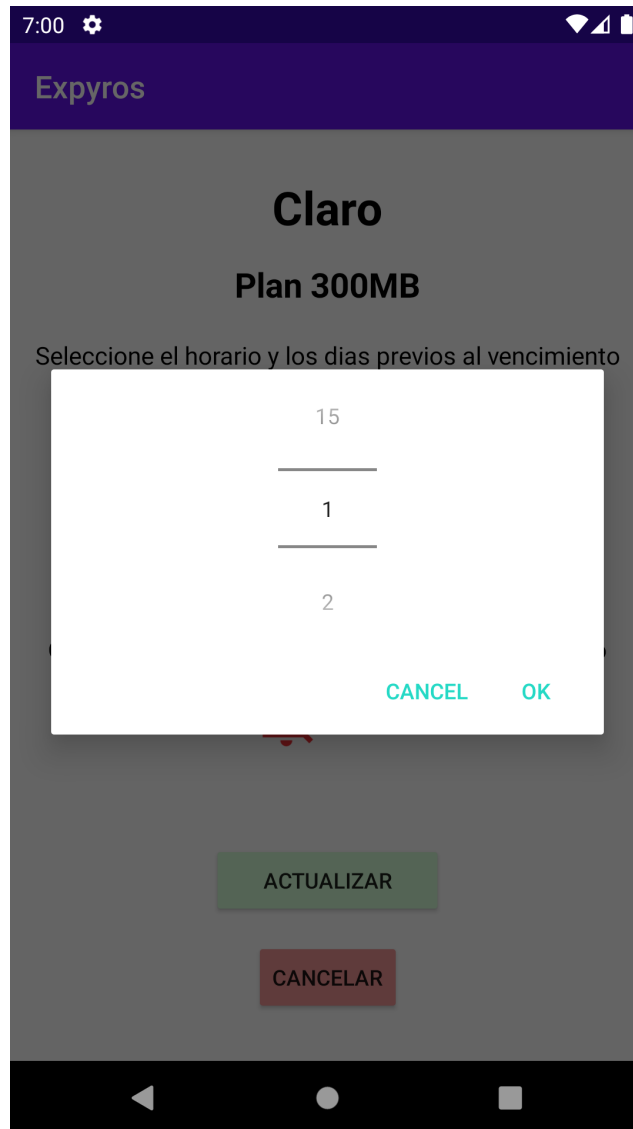 7:00
Expyros
Claro
Plan 300MB
Seleccione el horario y los dias previos al vencimiento
15
1
2
CANCEL OK
ACTUALIZAR
CANCELAR